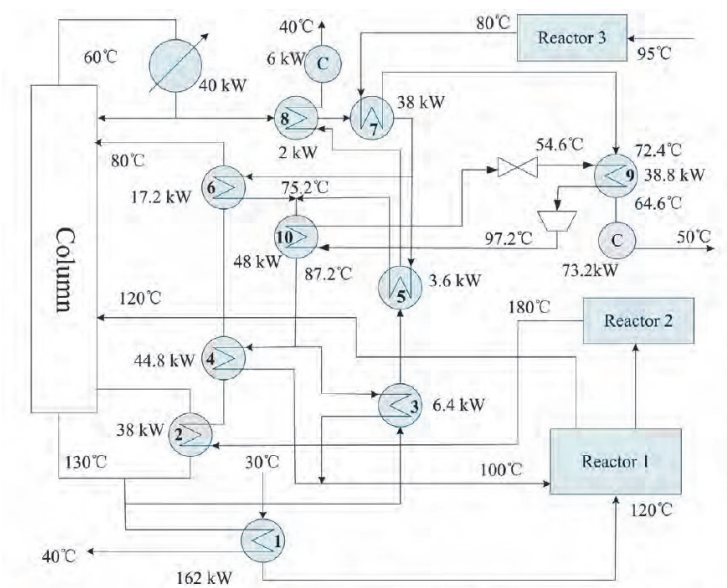 40℃
80℃
Reactor 3
95℃
60℃
6 kW
C
40 kW
8
7
38 kW
2 kW
54.6℃
72.4℃
9
38.8 kW
80℃
6
75.2℃
17.2 kW
64.6℃
10
97.2℃
C
50℃
48 kW
87.2℃
73.2kW
Column
5
3.6 kW
120℃
180℃
Reactor 2
4
44.8 kW
3
6.4 kW
38 kW
2
130℃
30℃
100℃
Reactor 1
120℃
1
40℃
162 kW